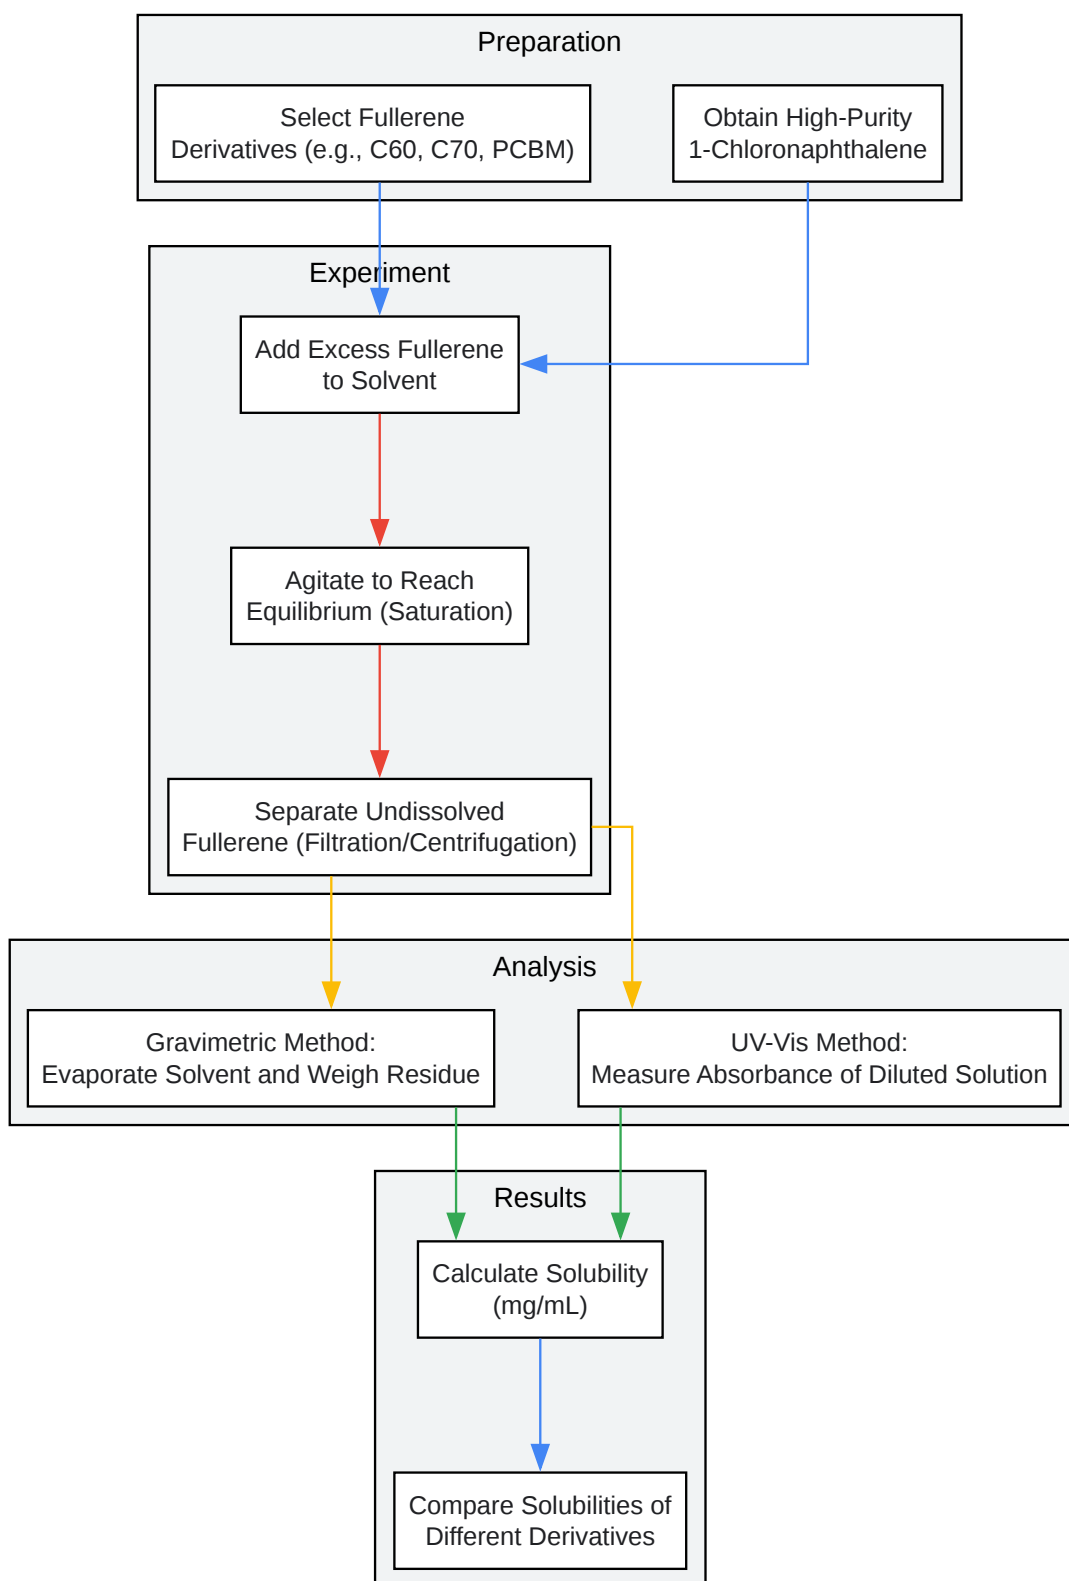 Preparation
Select Fullerene
Derivatives (e.g., C60, C70, PCBM)
Obtain High-Purity
1-Chloronaphthalene
Experiment
Add Excess Fullerene
to Solvent
Agitate to Reach
Equilibrium (Saturation)
Separate Undissolved
Fullerene (Filtration/Centrifugation)
Analysis
Gravimetric Method:
Evaporate Solvent and Weigh Residue
UV-Vis Method:
Measure Absorbance of Diluted Solution
Results
Calculate Solubility
(mg/mL)
Compare Solubilities of
Different Derivatives